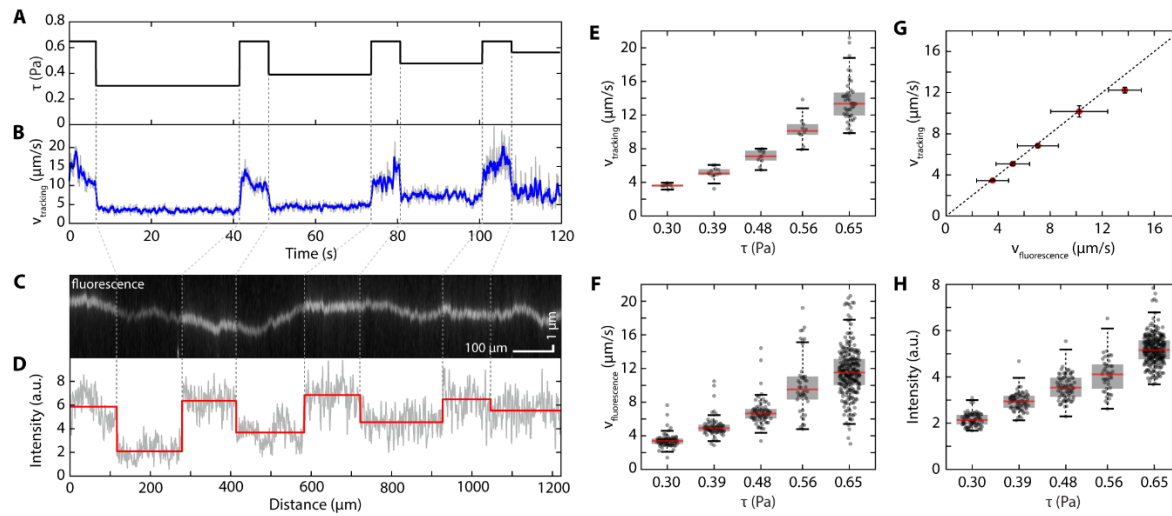 A
τ (Pa)
0.8
0.6
0.4
0.2
0
B
v tracking (μm/s)
20
15
10
5
0
0 20 40 60 80 100 120
Time (s)
C
fluorescence
100 μm
1 μm
D
Intensity (a.u.)
8
6
4
2
0
0 200 400 600 800 1000 1200
Distance (μm)
E
v tracking (μm/s)
20
16
12
8
4
0
0.30 0.39 0.48 0.56 0.65
τ (Pa)
F
v fluorescence (μm/s)
20
16
12
8
4
0
0.30 0.39 0.48 0.56 0.65
τ (Pa)
G
v tracking (μm/s)
16
12
8
4
0
0 4 8 12 16
v fluorescence (μm/s)
H
Intensity (a.u.)
8
6
4
2
0
0.30 0.39 0.48 0.56 0.65
τ (Pa)